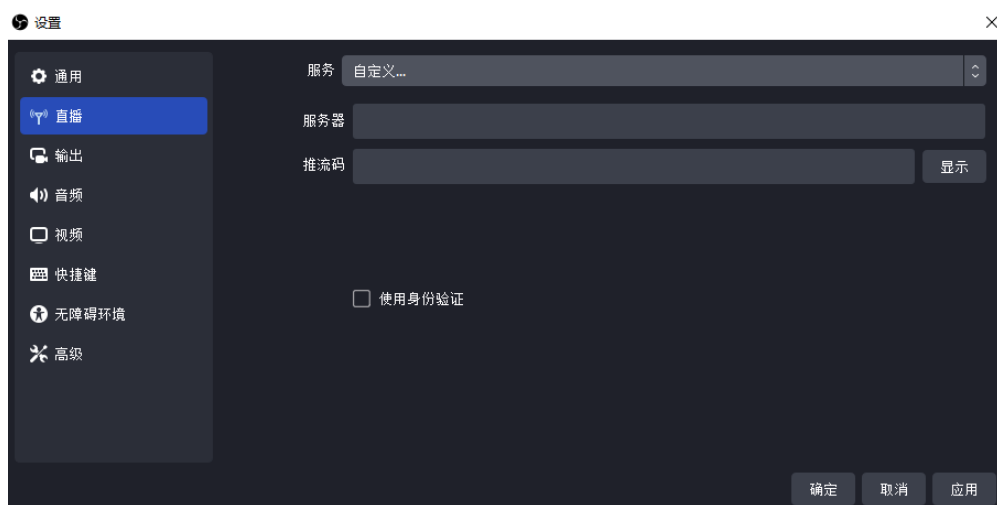 设置
通用
直播
输出
音频
视频
快捷键
无障碍环境
高级
服务 自定义...
服务器
推流码 显示
使用身份验证
确定 取消 应用